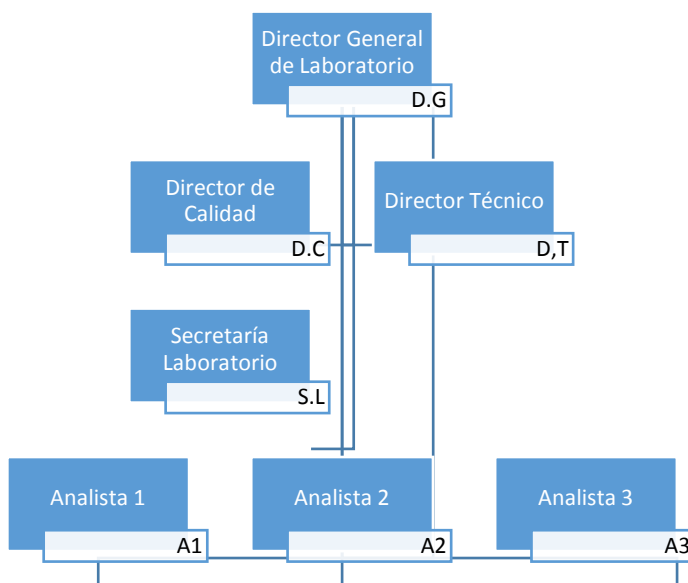 Director General
de Laboratorio
D.G
Director de
Calidad
D.C
Director Técnico
D,T
Secretaría
Laboratorio
S.L
Analista 1
A1
Analista 2
A2
Analista 3
A3